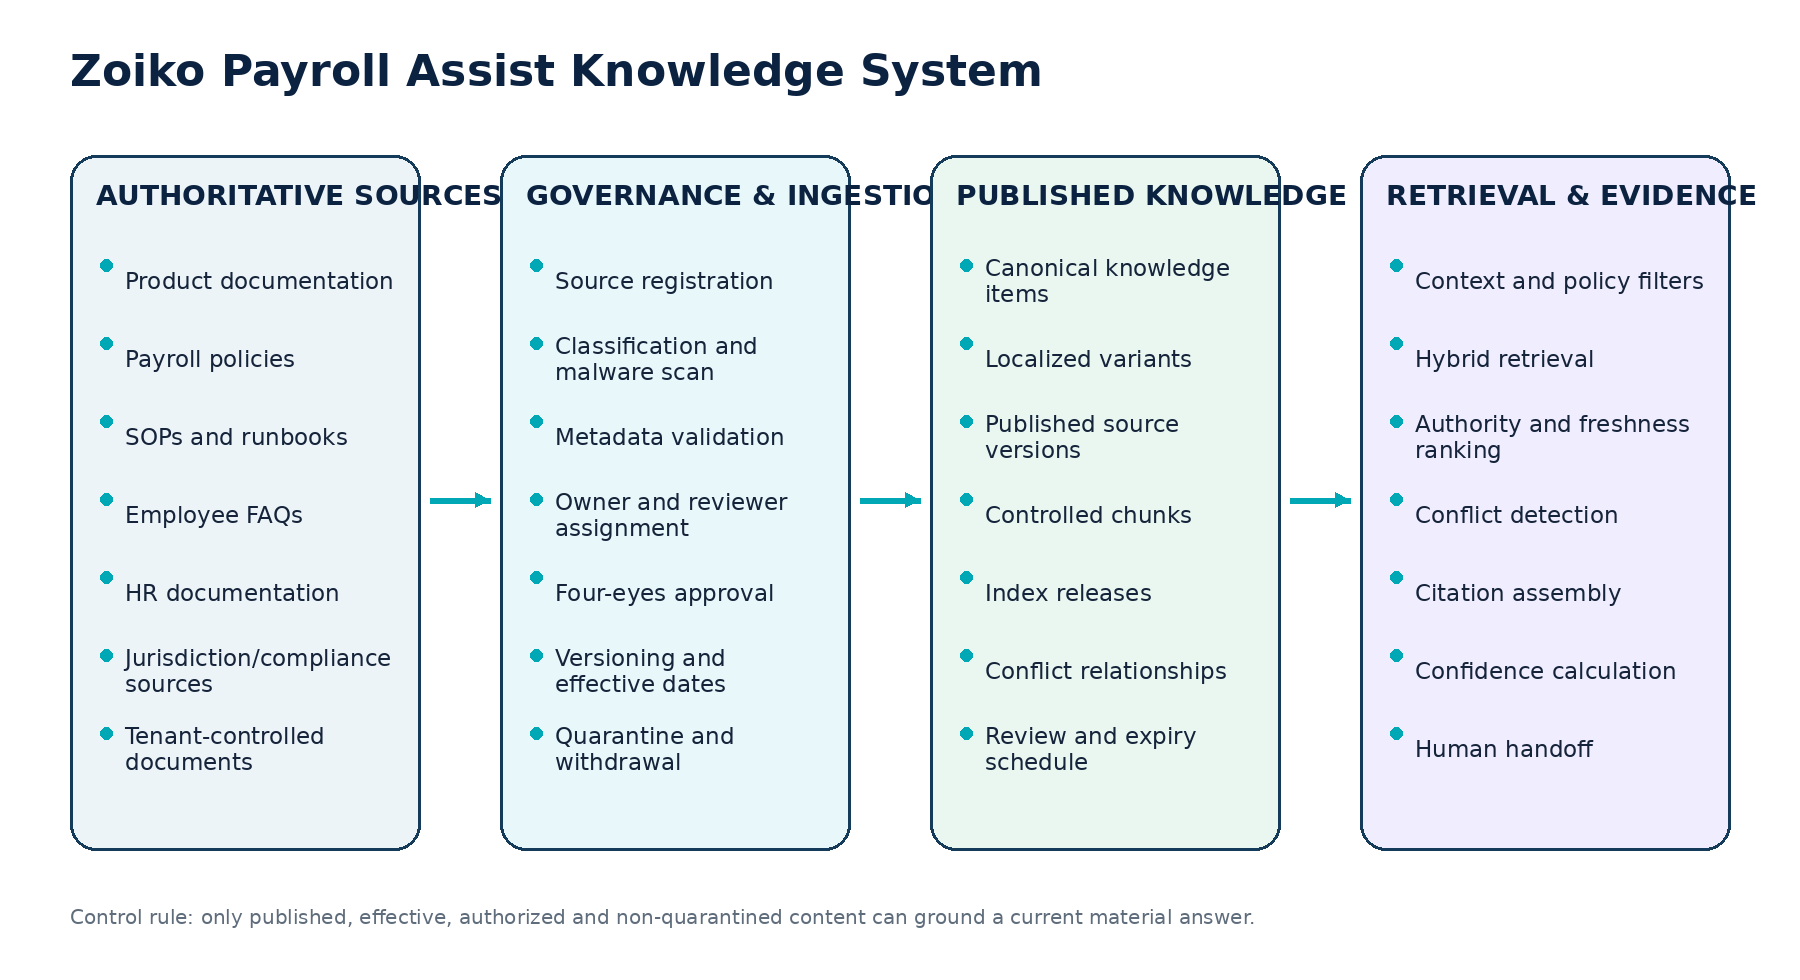 Zoiko Payroll Assist Knowledge System
AUTHORITATIVE SOURCES
Product documentation
Payroll policies
SOPs and runbooks
Employee FAQs
HR documentation
Jurisdiction/compliance
sources
Tenant-controlled
documents
GOVERNANCE & INGESTIO
Source registration
Classification and
malware scan
Metadata validation
Owner and reviewer
assignment
Four-eyes approval
Versioning and
effective dates
Quarantine and
withdrawal
PUBLISHED KNOWLEDGE
Canonical knowledge
items
Localized variants
Published source
versions
Controlled chunks
Index releases
Conflict relationships
Review and expiry
schedule
RETRIEVAL & EVIDENCE
Context and policy filters
Hybrid retrieval
Authority and freshness
ranking
Conflict detection
Citation assembly
Confidence calculation
Human handoff
Control rule: only published, effective, authorized and non-quarantined content can ground a current material answer.